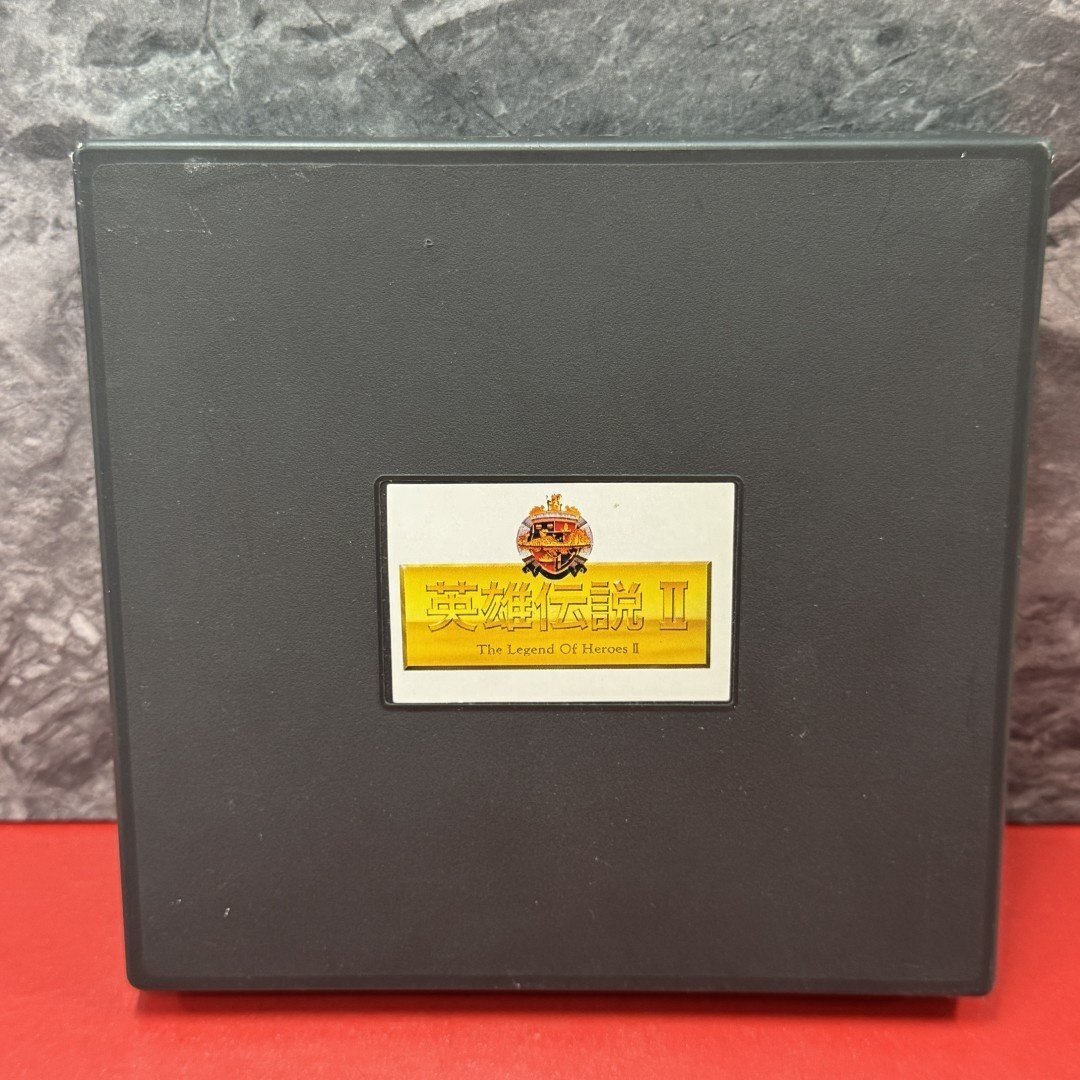 英雄伝説 Ⅱ
The Legend Of Heroes Ⅱ